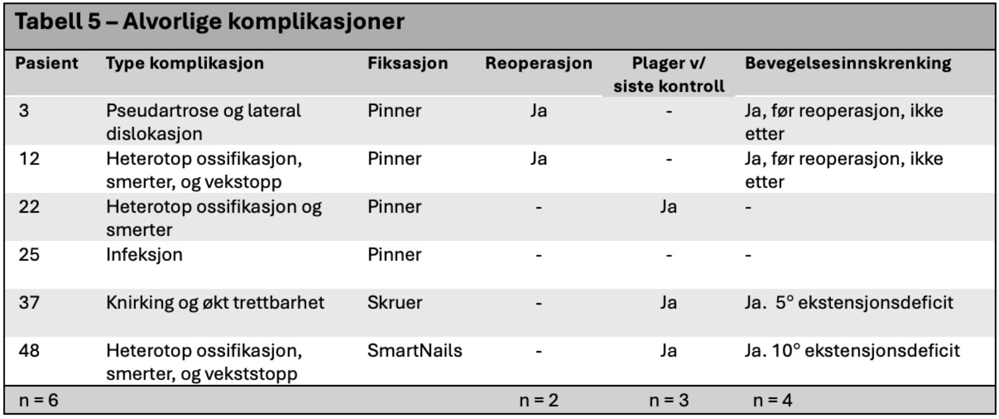 Tabell 5 – Alvorlige komplikasjoner
Pasient Type komplikasjon Fiksasjon Reoperasjon Plager v/ Bevegelsesinnskrenking
siste kontroll
3 Pseudartrose og lateral Pinner Ja - Ja, før reoperasjon, ikke
dislokasjon etter
12 Heterotop ossifikasjon, Pinner Ja - Ja, før reoperasjon, ikke
smerter, og vekstopp etter
22 Heterotop ossifikasjon og Pinner - Ja -
smerter
25 Infeksjon Pinner - - -
37 Knirking og økt trettbarhet Skruer - Ja Ja. 5° ekstensjonsdeficit
48 Heterotop ossifikasjon, SmartNails - Ja Ja. 10° ekstensjonsdeficit
smerter, og vekststopp
n = 6 n = 2 n = 3 n = 4